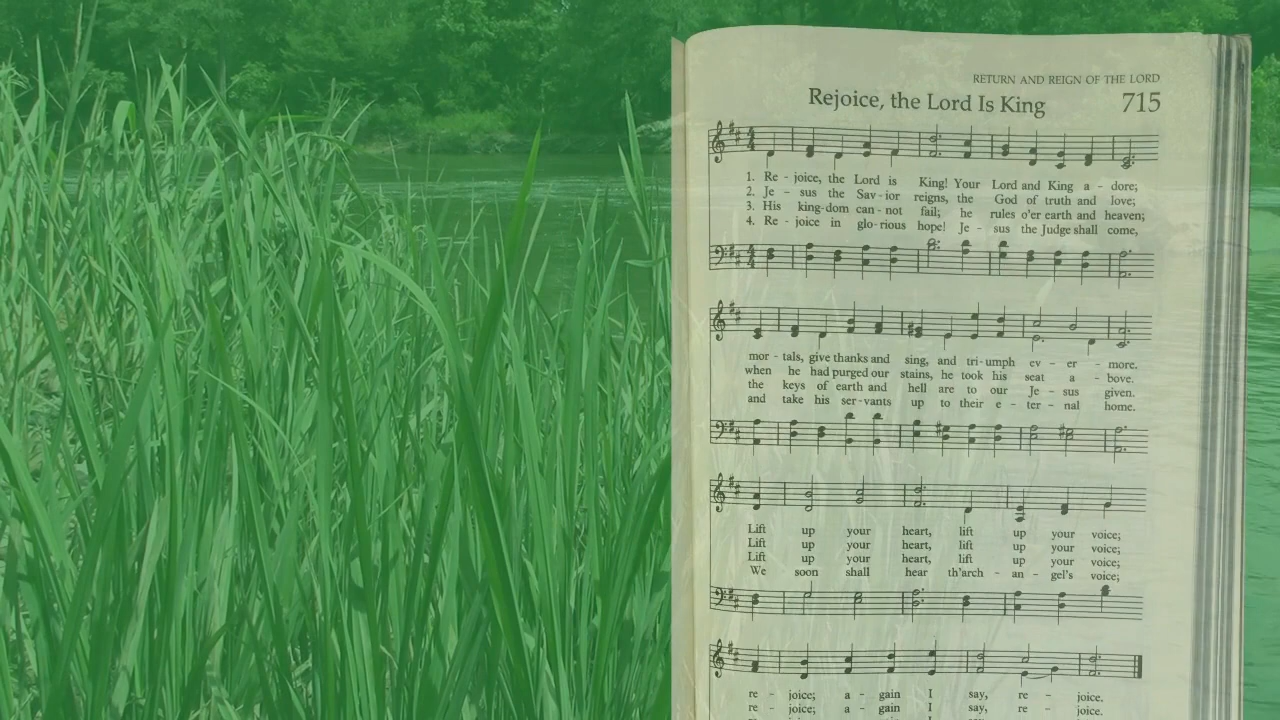 RETURN AND REIGN OF THE LORD
Rejoice, the Lord Is King 715
1. Re - joice, the Lord is King! Your Lord and King a - dore;
2. Je - sus the Sav - ior reigns, the God of truth and love;
3. His king - dom can - not fail; he rules o'er earth and heaven;
4. Re - joice in glo - rious hope! Je - sus the Judge shall come,
mor - tals, give thanks and sing, and tri - umph ev - er - more.
when he had purged our stains, he took his seat a - bove.
the keys of earth and hell are to our Je - sus given.
and take his ser - vants up to their e - ter - nal home.
Lift up your heart, lift up your voice;
Lift up your heart, lift up your voice;
Lift up your heart, lift up your voice;
We soon shall hear th'arch - an - gel's voice;
re - joice; a - gain I say, re - joice.
re - joice; a - gain I say, re - joice.